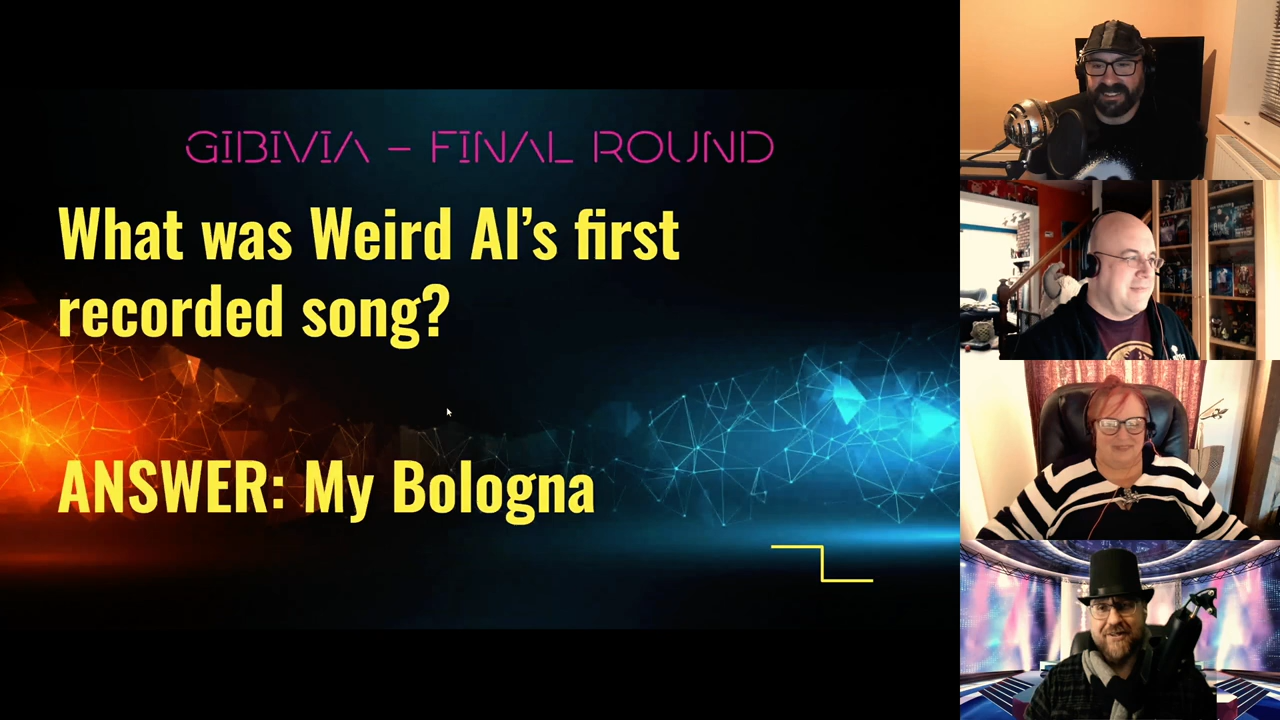 GIBIVIA – FINAL ROUND
What was Weird Al’s first
recorded song?
ANSWER: My Bologna